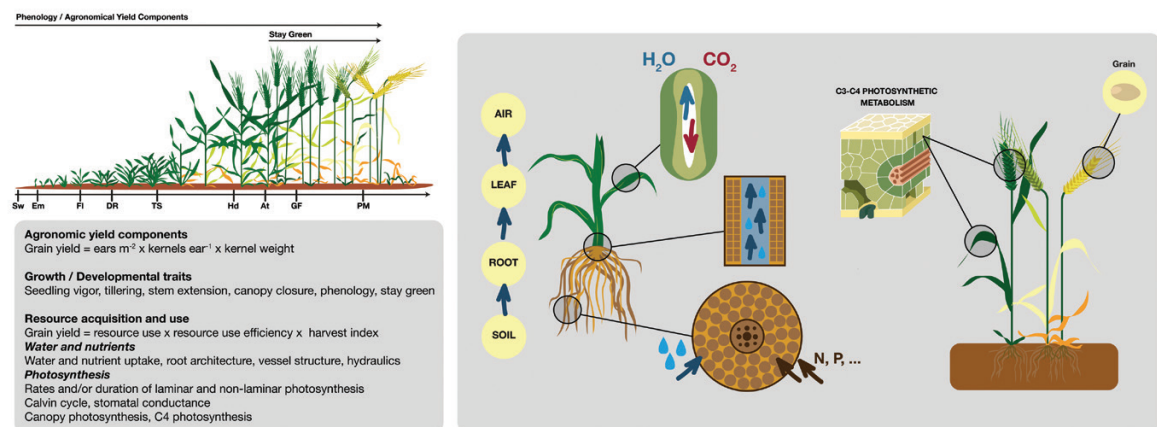 Phenology / Agronomical Yield Components
Stay Green
Sw Em Fl DR TS Hd At GF PM
Agronomic yield components
Grain yield = ears m⁻² x kernels ear⁻¹ x kernel weight
Growth / Developmental traits
Seedling vigor, tillering, stem extension, canopy closure, phenology, stay green
Resource acquisition and use
Grain yield = resource use x resource use efficiency x harvest index
Water and nutrients
Water and nutrient uptake, root architecture, vessel structure, hydraulics
Photosynthesis
Rates and/or duration of laminar and non-laminar photosynthesis
Calvin cycle, stomatal conductance
Canopy photosynthesis, C4 photosynthesis
AIR
LEAF
ROOT
SOIL
H₂O CO₂
N, P, ...
C3-C4 PHOTOSYNTHETIC
METABOLISM
Grain